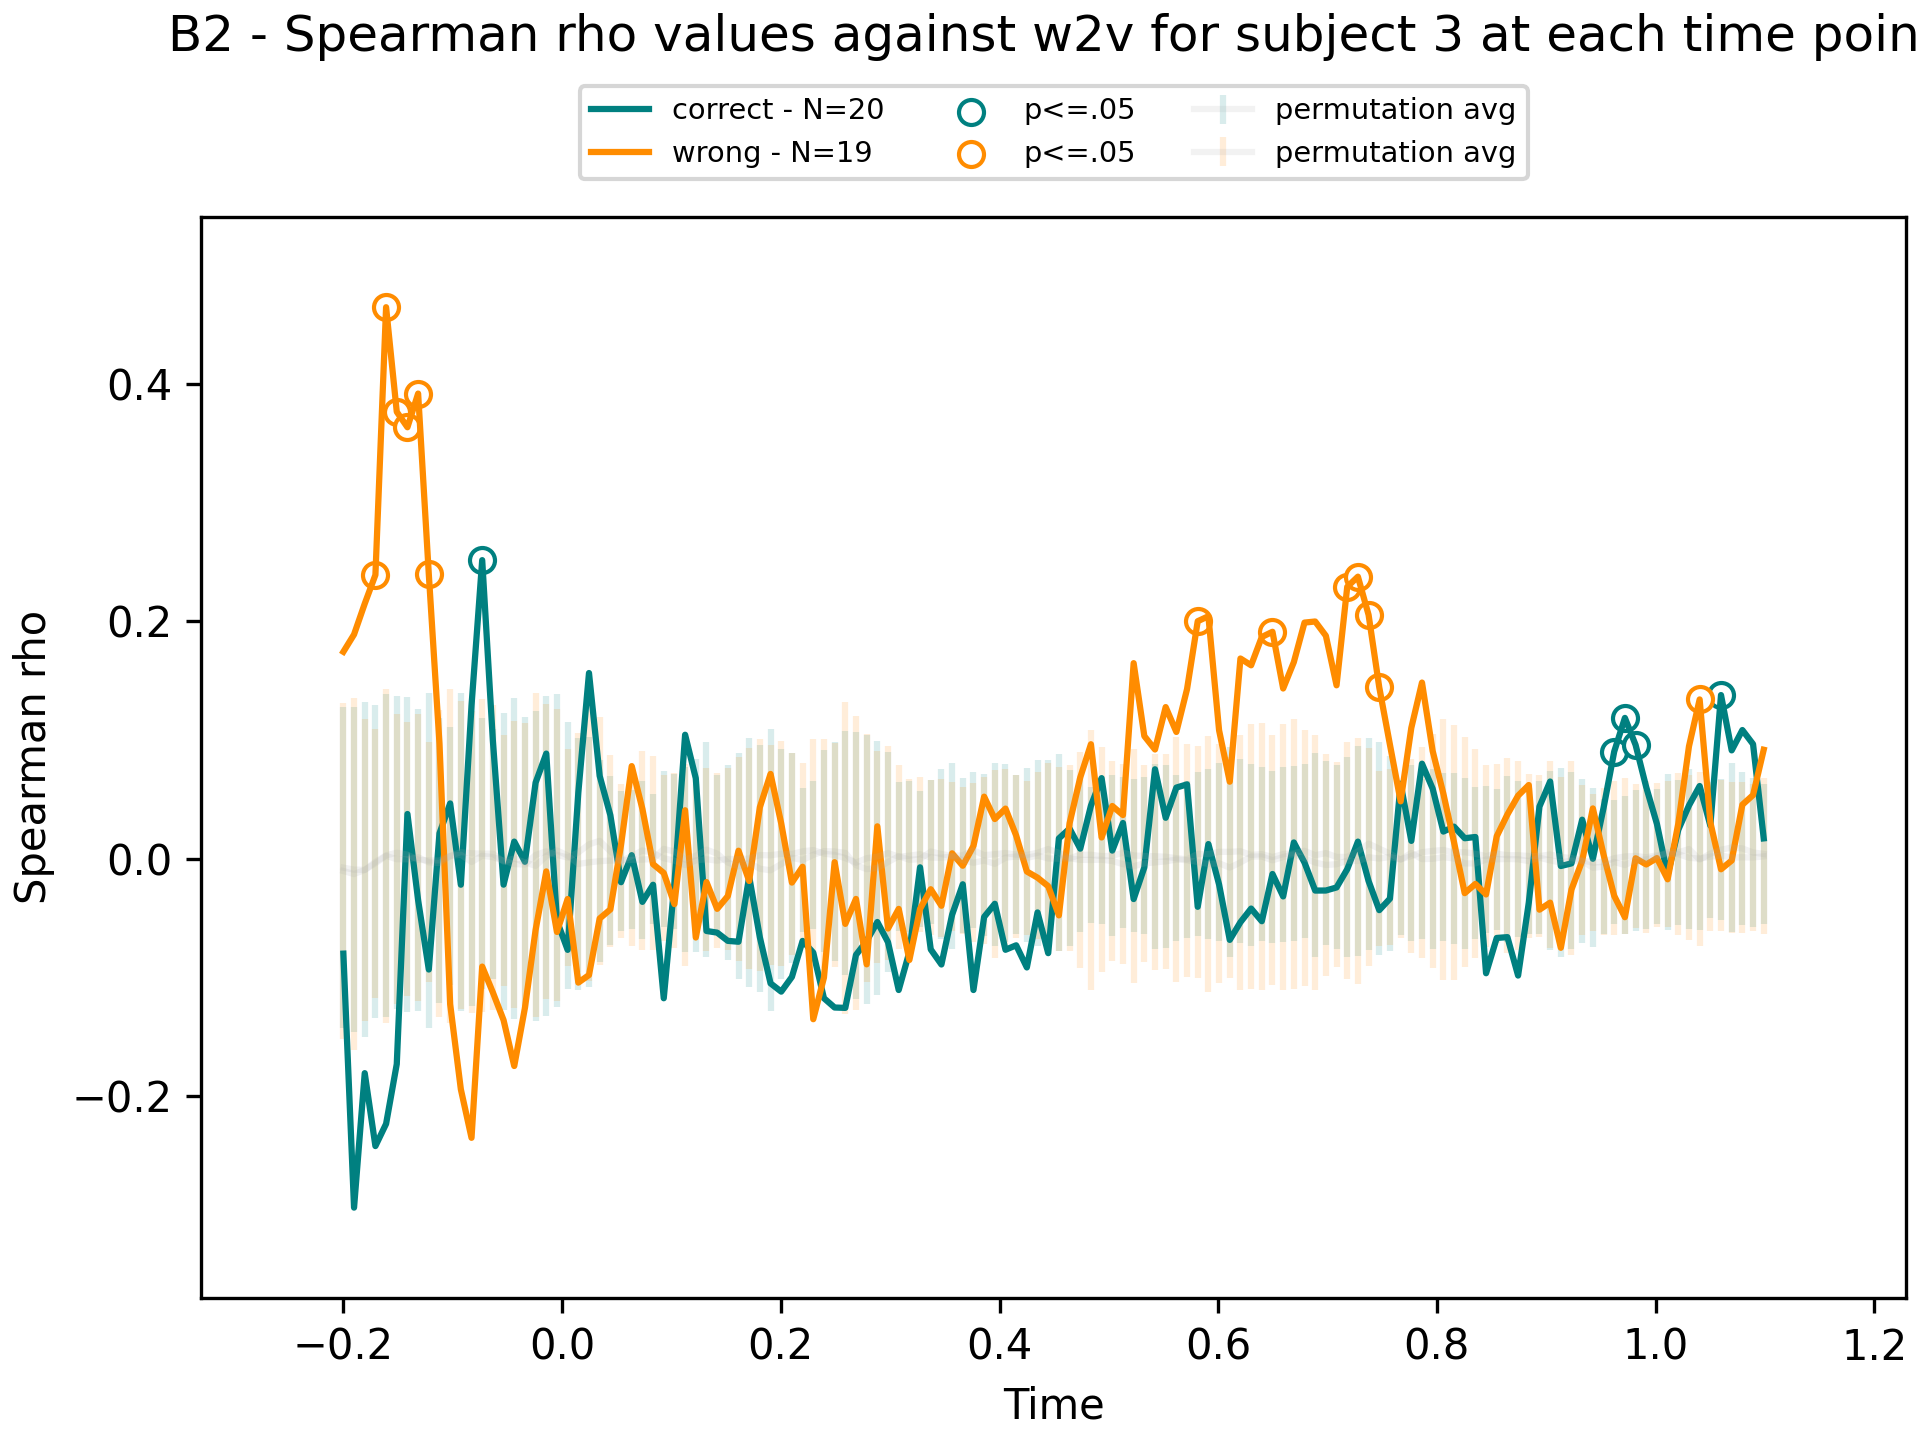 B2 - Spearman rho values against w2v for subject 3 at each time poin
correct - N=20
wrong - N=19
p<=.05
p<=.05
permutation avg
permutation avg
Spearman rho
0.4
0.2
0.0
−0.2
−0.2 0.0 0.2 0.4 0.6 0.8 1.0 1.2
Time